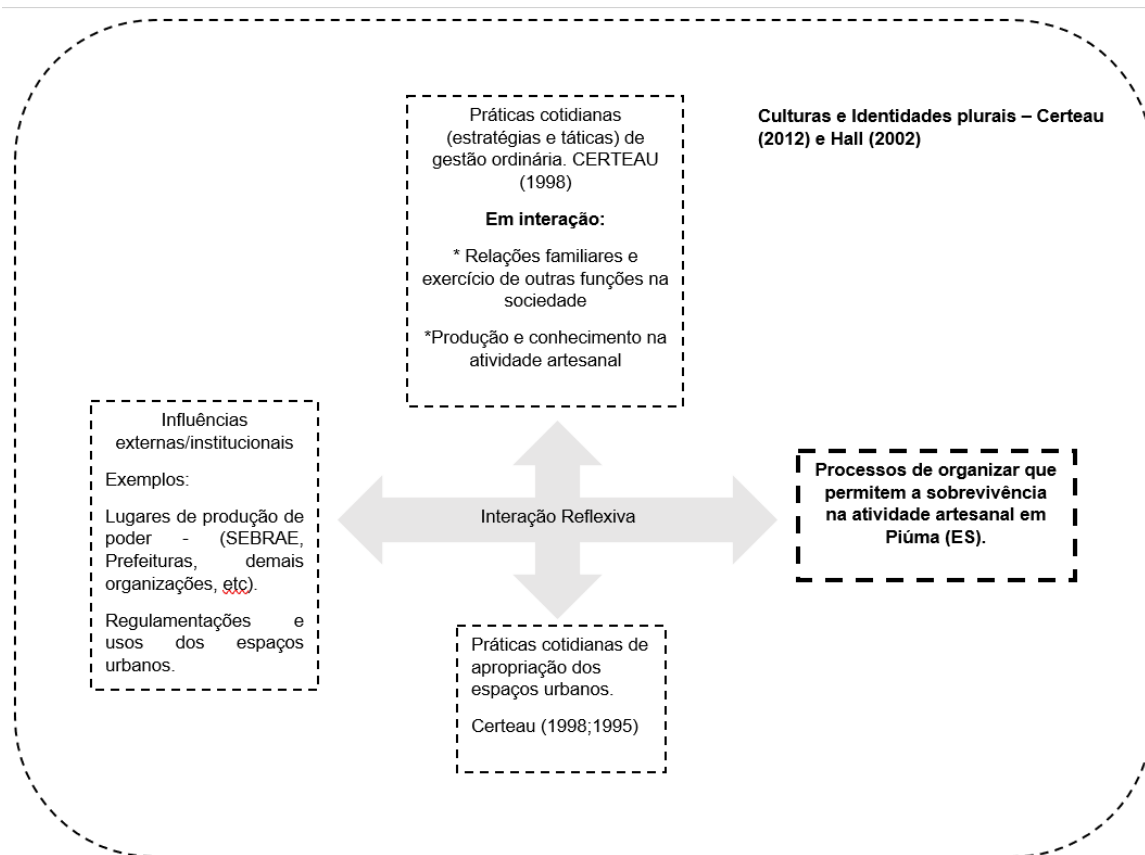 Práticas cotidianas
(estratégias e táticas) de
gestão ordinária. CERTEAU
(1998)
Em interação:
* Relações familiares e
exercício de outras funções na
sociedade
*Produção e conhecimento na
atividade artesanal
Culturas e Identidades plurais – Certeau
(2012) e Hall (2002)
Influências
externas/institucionais
Exemplos:
Lugares de produção de
poder - (SEBRAE,
Prefeituras, demais
organizações, etc).
Regulamentações e
usos dos espaços
urbanos.
Interação Reflexiva
Processos de organizar que
permitem a sobrevivência
na atividade artesanal em
Piúma (ES).
Práticas cotidianas de
apropriação dos
espaços urbanos.
Certeau (1998;1995)